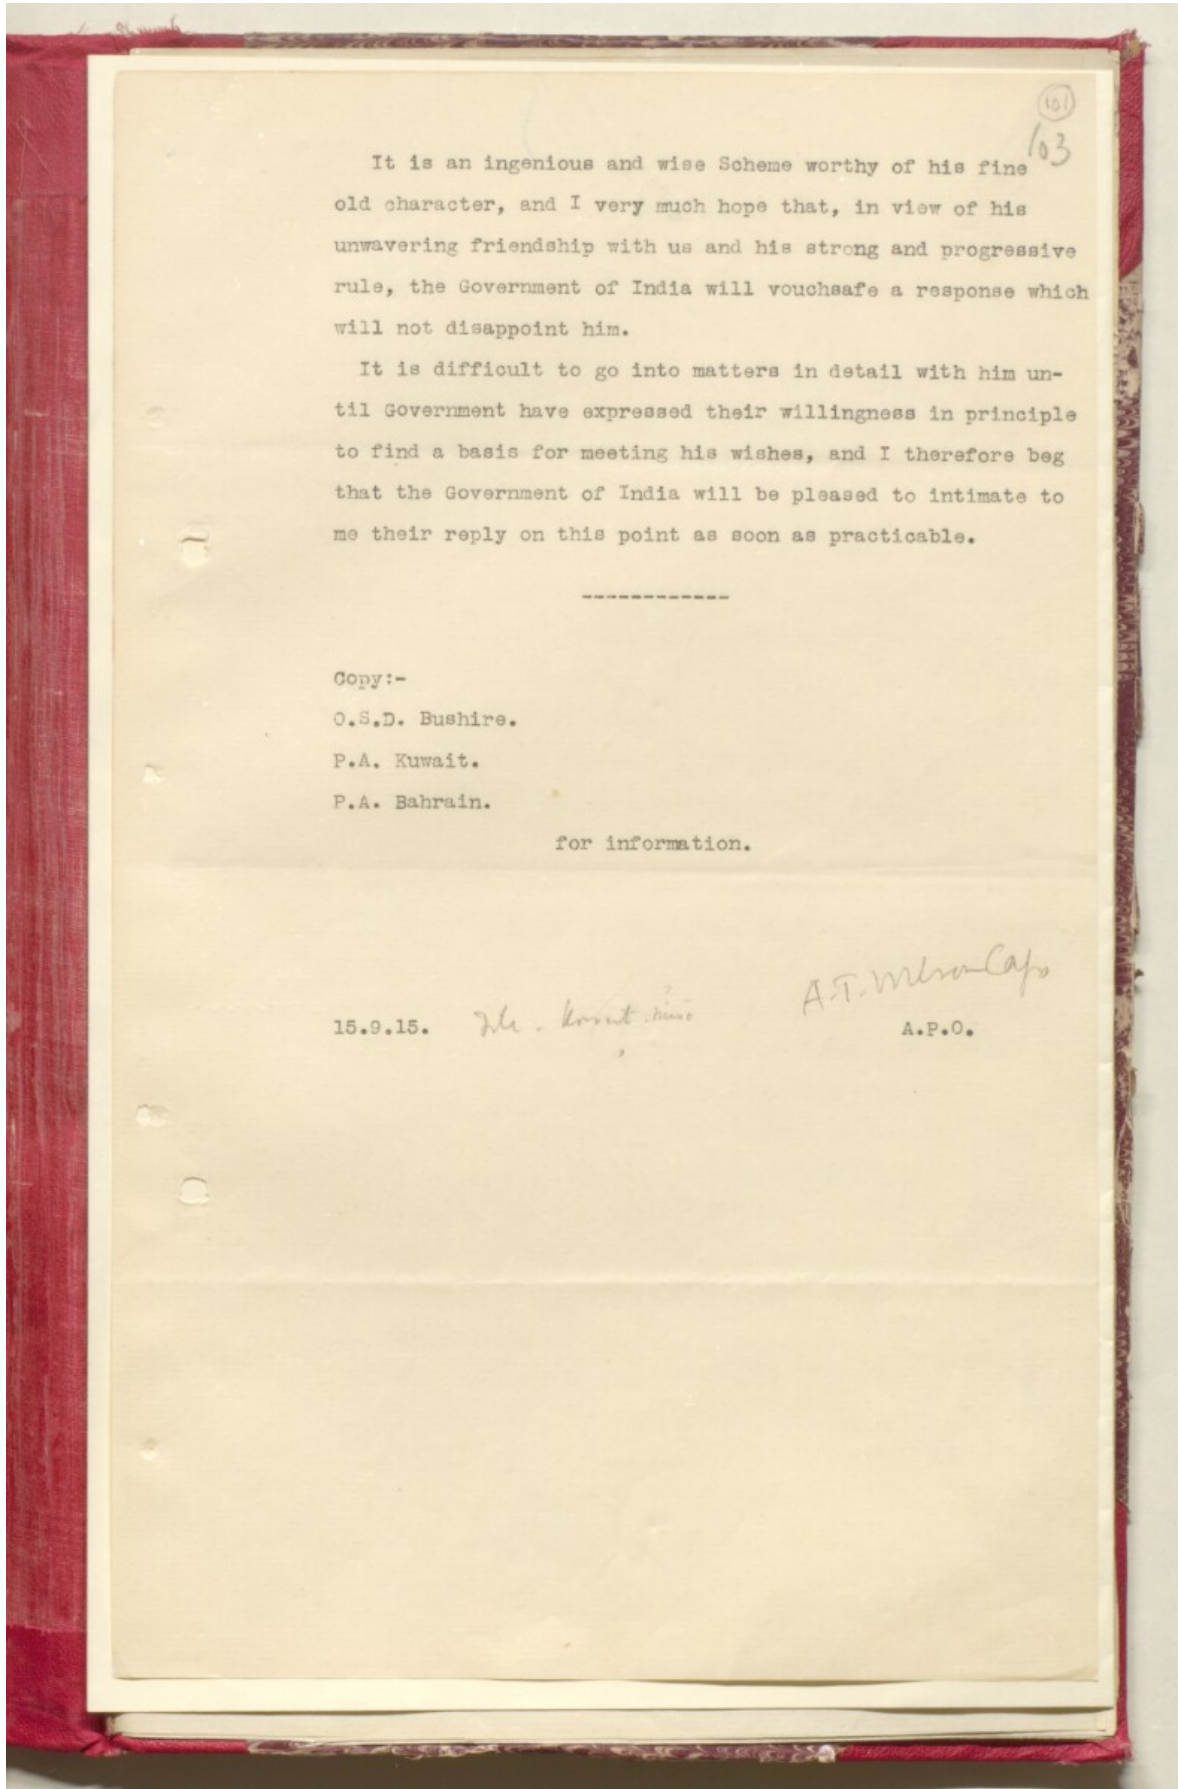 101
103
It is an ingenious and wise Scheme worthy of his fine
old character, and I very much hope that, in view of his
unwavering friendship with us and his strong and progressive
rule, the Government of India will vouchsafe a response which
will not disappoint him.
It is difficult to go into matters in detail with him un-
til Government have expressed their willingness in principle
to find a basis for meeting his wishes, and I therefore beg
that the Government of India will be pleased to intimate to
me their reply on this point as soon as practicable.
------------
Copy:-
O.S.D. Bushire.
P.A. Kuwait.
P.A. Bahrain.
for information.
A.T. Wilson Capt
15.9.15. File -
A.P.O.